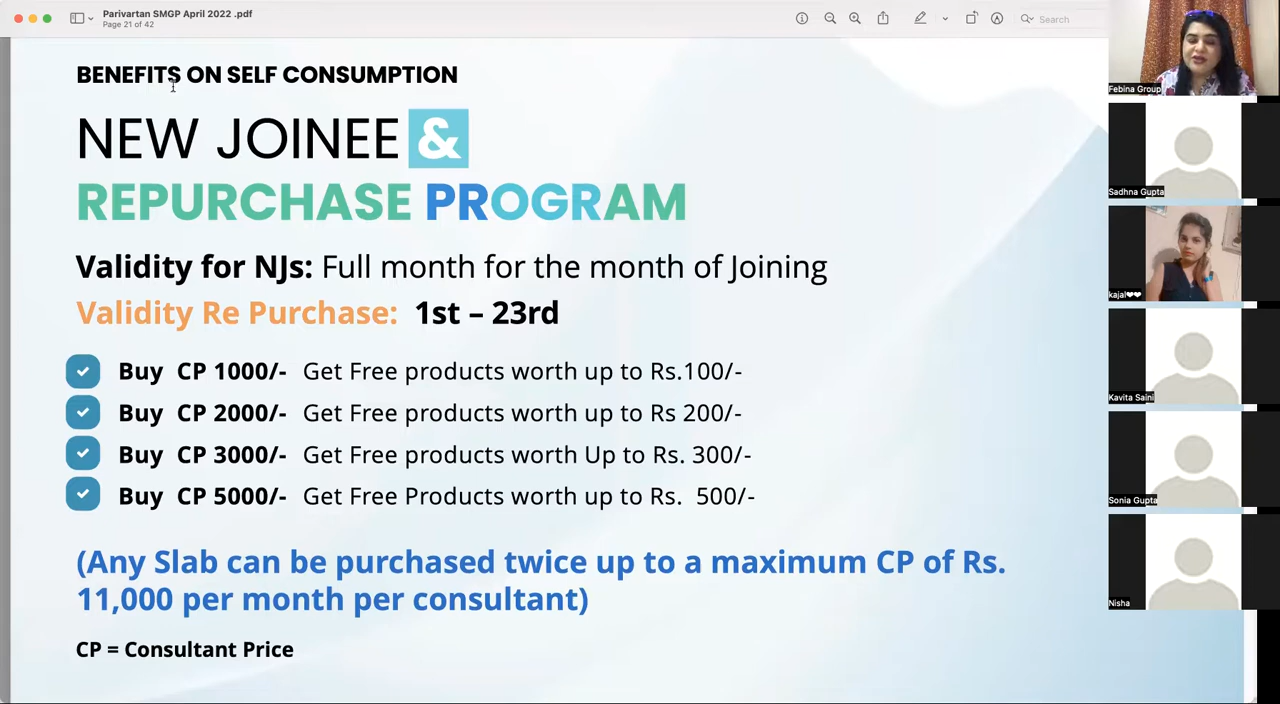 Parivartan SMGP April 2022 .pdf
Page 21 of 42
Search
BENEFITS ON SELF CONSUMPTION
NEW JOINEE &
REPURCHASE PROGRAM
Validity for NJs: Full month for the month of Joining
Validity Re Purchase: 1st – 23rd
Buy CP 1000/- Get Free products worth up to Rs.100/-
Buy CP 2000/- Get Free products worth up to Rs 200/-
Buy CP 3000/- Get Free products worth Up to Rs. 300/-
Buy CP 5000/- Get Free Products worth up to Rs. 500/-
(Any Slab can be purchased twice up to a maximum CP of Rs.
11,000 per month per consultant)
CP = Consultant Price
Febina Group
Sadhna Gupta
kajal❤❤
Kavita Saini
Sonia Gupta
Nisha